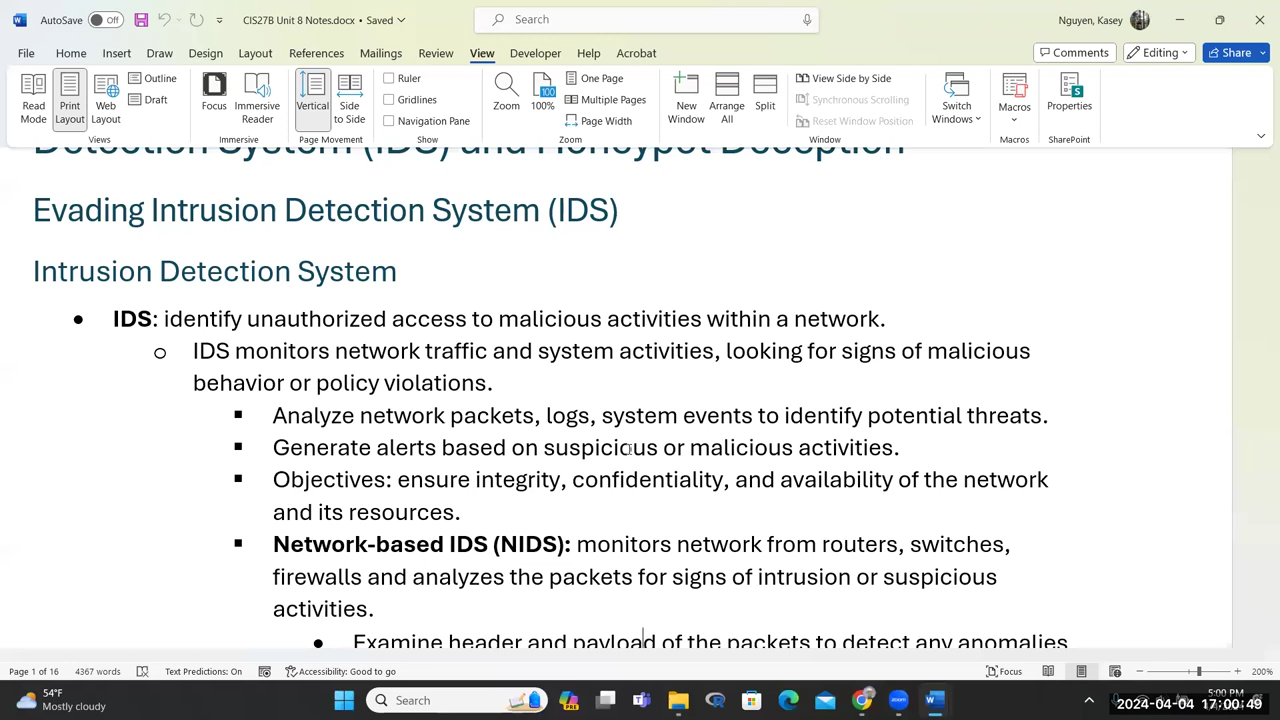 AutoSave Off CIS27B Unit 8 Notes.docx • Saved Search Nguyen, Kasey
File Home Insert Draw Design Layout References Mailings Review View Developer Help Acrobat Comments Editing Share
Read Mode Print Layout Web Layout Outline Draft Views
Focus Immersive Reader Immersive
Vertical Side to Side Page Movement
Ruler Gridlines Navigation Pane Show
Zoom 100% One Page Multiple Pages Page Width Zoom
New Window Arrange All Split View Side by Side Synchronous Scrolling Reset Window Position Switch Windows Window
Macros Macros
Properties SharePoint
Detection System (IDS) and Honeypot Deception
Evading Intrusion Detection System (IDS)
Intrusion Detection System
• IDS: identify unauthorized access to malicious activities within a network.
o IDS monitors network traffic and system activities, looking for signs of malicious
behavior or policy violations.
▪ Analyze network packets, logs, system events to identify potential threats.
▪ Generate alerts based on suspicious or malicious activities.
▪ Objectives: ensure integrity, confidentiality, and availability of the network
and its resources.
▪ Network-based IDS (NIDS): monitors network from routers, switches,
firewalls and analyzes the packets for signs of intrusion or suspicious
activities.
• Examine header and payload of the packets to detect any anomalies
Page 1 of 16 4367 words Text Predictions: On Accessibility: Good to go Focus 200%
54°F
Mostly cloudy
Search
5:00 PM
2024-04-04 17:00:49